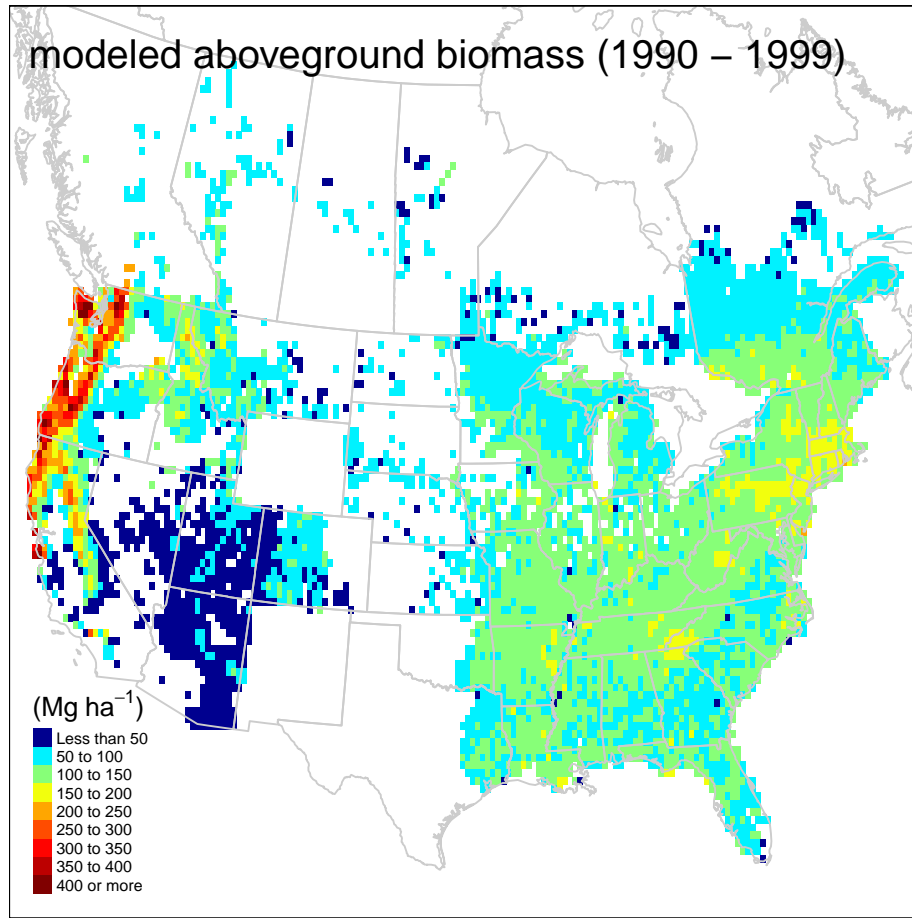 modeled aboveground biomass (1990 – 1999)
(Mg ha⁻¹)
Less than 50
50 to 100
100 to 150
150 to 200
200 to 250
250 to 300
300 to 350
350 to 400
400 or more